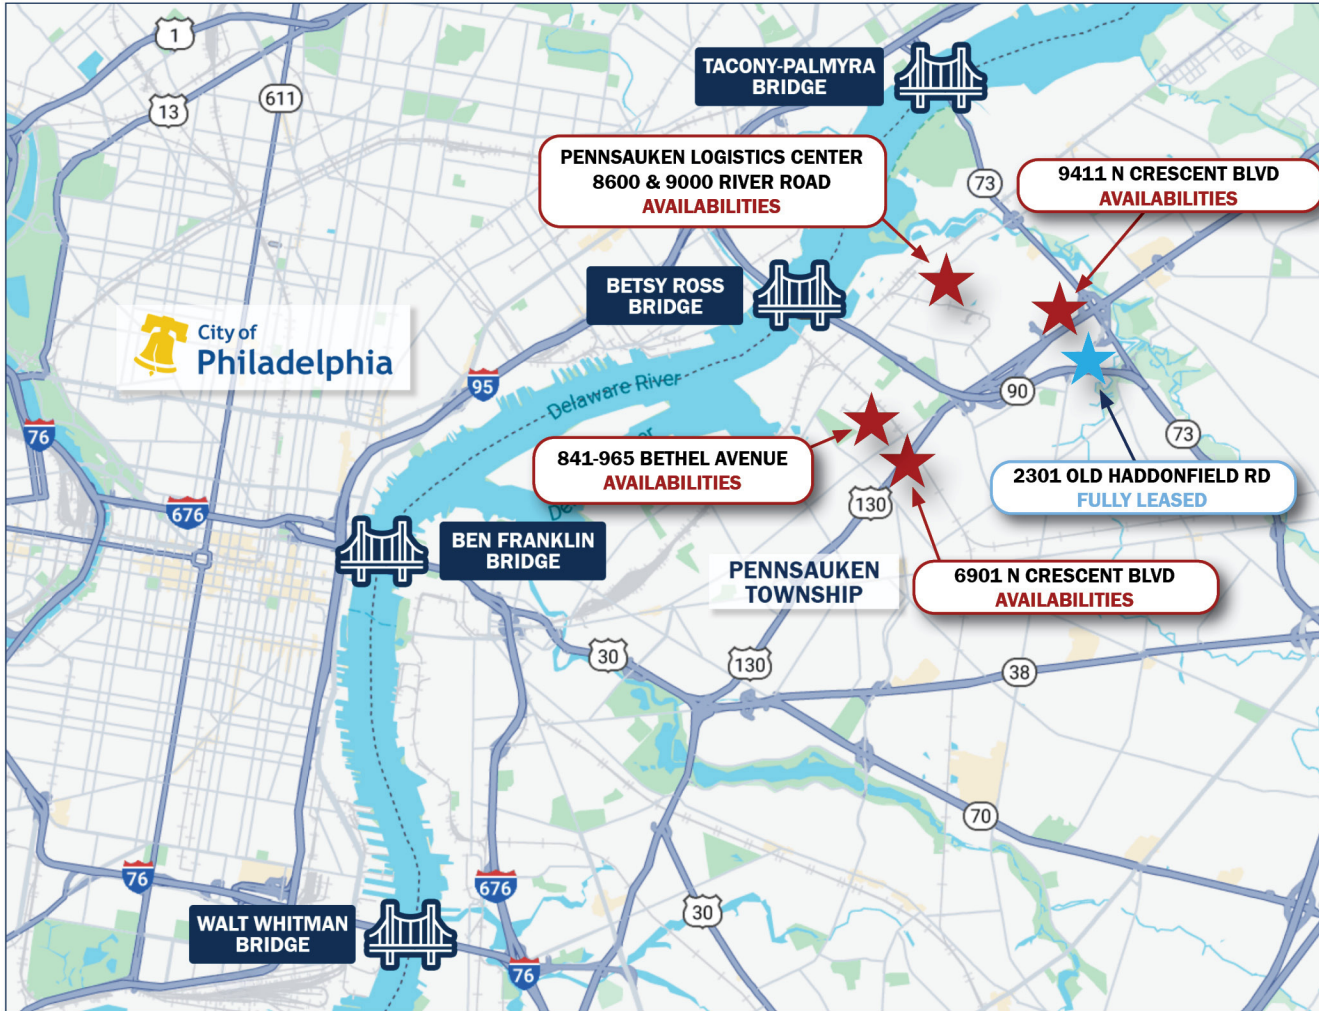 1
13
611
TACONY-PALMYRA
BRIDGE
PENNSAUKEN LOGISTICS CENTER
8600 & 9000 RIVER ROAD
AVAILABILITIES
73
9411 N CRESCENT BLVD
AVAILABILITIES
BETSY ROSS
BRIDGE
City of
Philadelphia
95
Delaware River
90
76
73
841-965 BETHEL AVENUE
AVAILABILITIES
2301 OLD HADDONFIELD RD
FULLY LEASED
676
130
BEN FRANKLIN
BRIDGE
PENNSAUKEN
TOWNSHIP
6901 N CRESCENT BLVD
AVAILABILITIES
30
130
38
70
76
676
30
WALT WHITMAN
BRIDGE
76